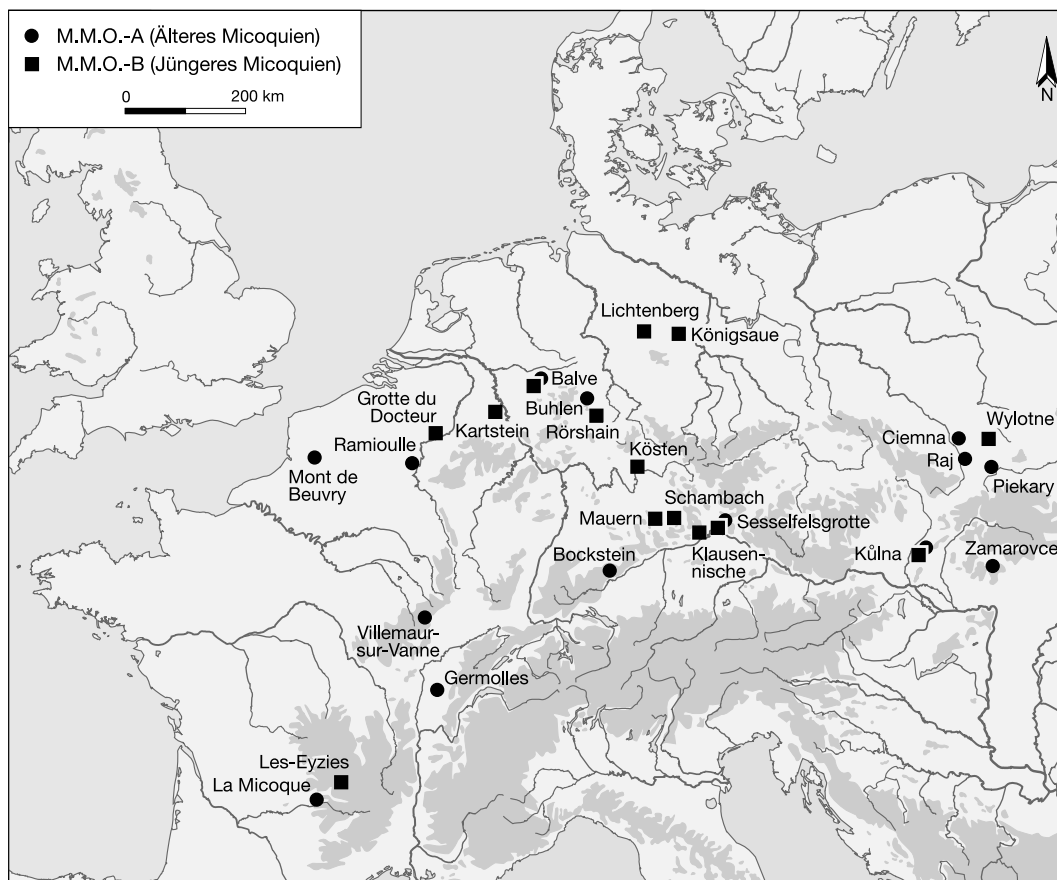 M.M.O.-A (Älteres Micoquien)
M.M.O.-B (Jüngeres Micoquien)
0 200 km
N
Lichtenberg
Königsaue
Balve
Grotte du
Docteur
Buhlen
Kartstein
Rörshain
Wylotne
Ramioulle
Ciemna
Raj
Kösten
Mont de
Beuvry
Piekary
Schambach
Mauern
Sesselfelsgrotte
Bockstein
Klausen-
nische
Kůlna
Zamarovce
Villemaur-
sur-Vanne
Germolles
Les-Eyzies
La Micoque